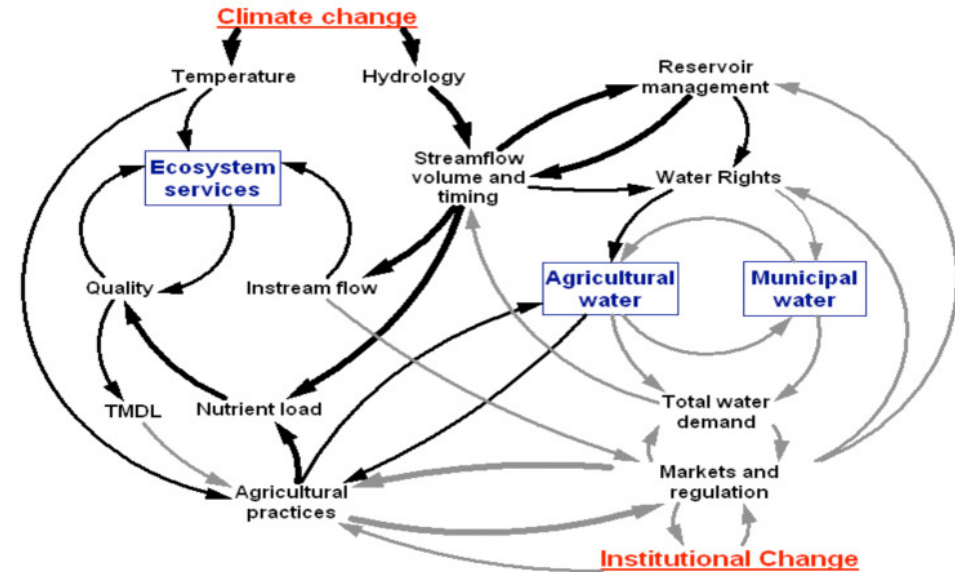 Climate change
Temperature
Hydrology
Reservoir
management
Ecosystem
services
Streamflow
volume and
timing
Water Rights
Quality
Instream flow
Agricultural
water
Municipal
water
TMDL
Nutrient load
Total water
demand
Agricultural
practices
Markets and
regulation
Institutional Change